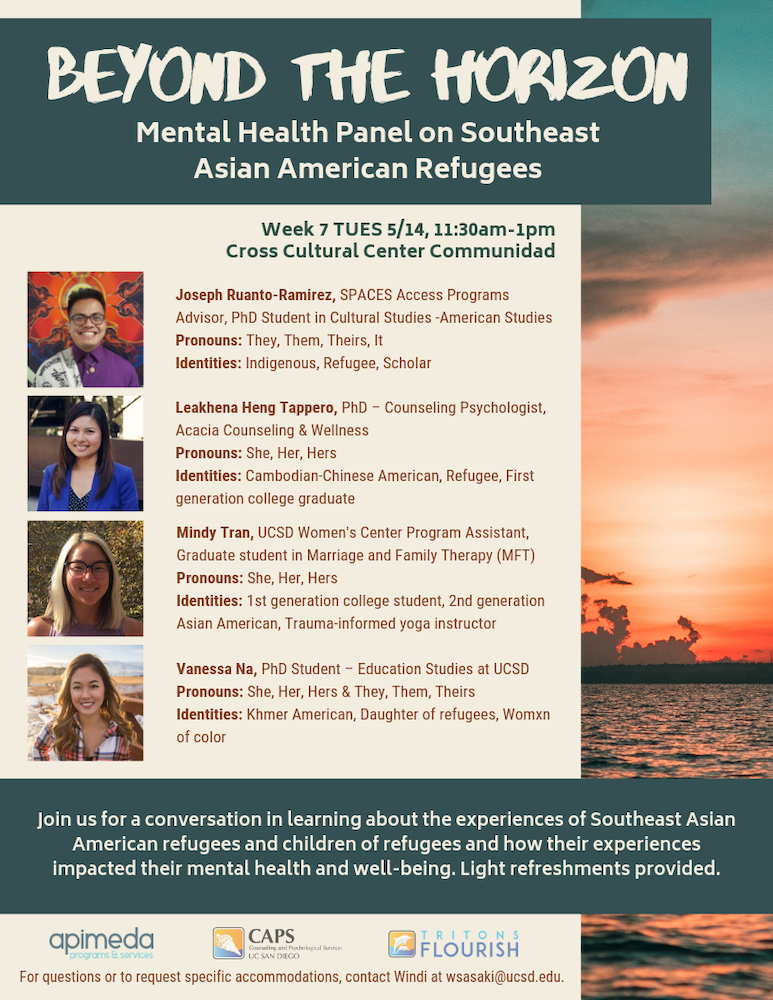 BEYOND THE HORIZON
Mental Health Panel on Southeast
Asian American Refugees
Week 7 TUES 5/14, 11:30am-1pm
Cross Cultural Center Communidad
Joseph Ruanto-Ramirez, SPACES Access Programs
Advisor, PhD Student in Cultural Studies -American Studies
Pronouns: They, Them, Theirs, It
Identities: Indigenous, Refugee, Scholar
Leakhena Heng Tappero, PhD – Counseling Psychologist,
Acacia Counseling & Wellness
Pronouns: She, Her, Hers
Identities: Cambodian-Chinese American, Refugee, First
generation college graduate
Mindy Tran, UCSD Women's Center Program Assistant,
Graduate student in Marriage and Family Therapy (MFT)
Pronouns: She, Her, Hers
Identities: 1st generation college student, 2nd generation
Asian American, Trauma-informed yoga instructor
Vanessa Na, PhD Student – Education Studies at UCSD
Pronouns: She, Her, Hers & They, Them, Theirs
Identities: Khmer American, Daughter of refugees, Womxn
of color
Join us for a conversation in learning about the experiences of Southeast Asian
American refugees and children of refugees and how their experiences
impacted their mental health and well-being. Light refreshments provided.
apimeda
programs & services
CAPS
Counseling and Psychological Services
UC SAN DIEGO
TRITONS
FLOURISH
For questions or to request specific accommodations, contact Windi at wsasaki@ucsd.edu.